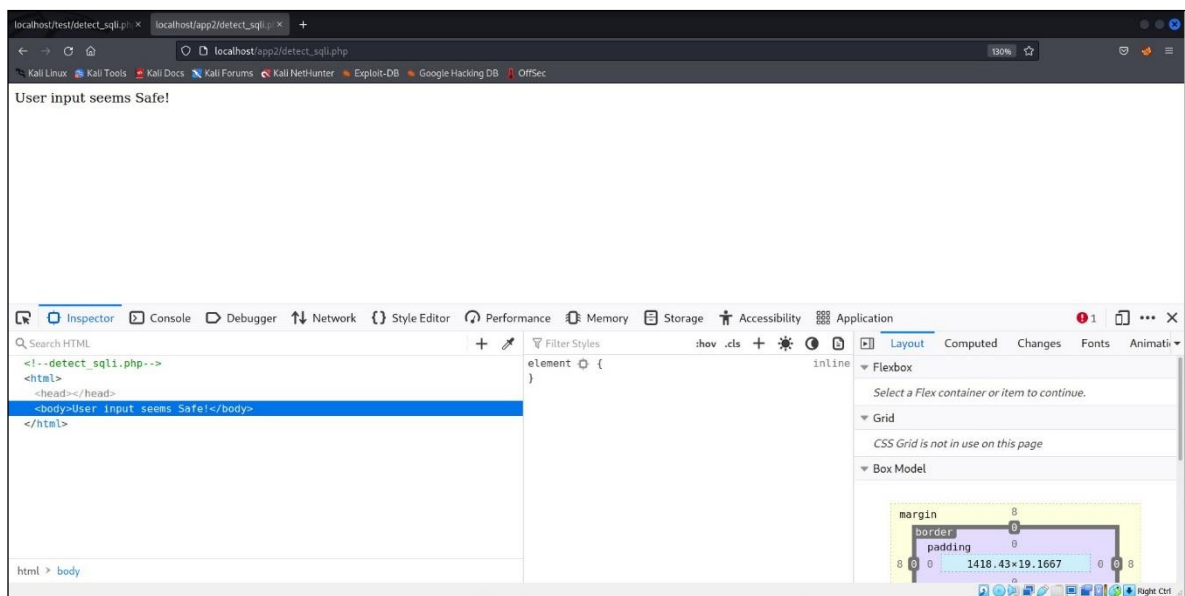 localhost/test/detect_sqli.ph × localhost/app2/detect_sqli.p × +
localhost/app2/detect_sqli.php 130%
Kali Linux Kali Tools Kali Docs Kali Forums Kali NetHunter Exploit-DB Google Hacking DB OffSec
User input seems Safe!
Inspector Console Debugger Network {} Style Editor Performance Memory Storage Accessibility Application 1
Search HTML + Filter Styles :hov .cls + Layout Computed Changes Fonts Animatio
<!--detect_sqli.php-->
<html>
<head></head>
<body>User input seems Safe!</body>
</html>
element { inline
}
Flexbox
Select a Flex container or item to continue.
Grid
CSS Grid is not in use on this page
Box Model
margin 8
border 0
padding 0
8 0 0 1418.43×19.1667 0 0 8
0
html > body
Right Ctrl